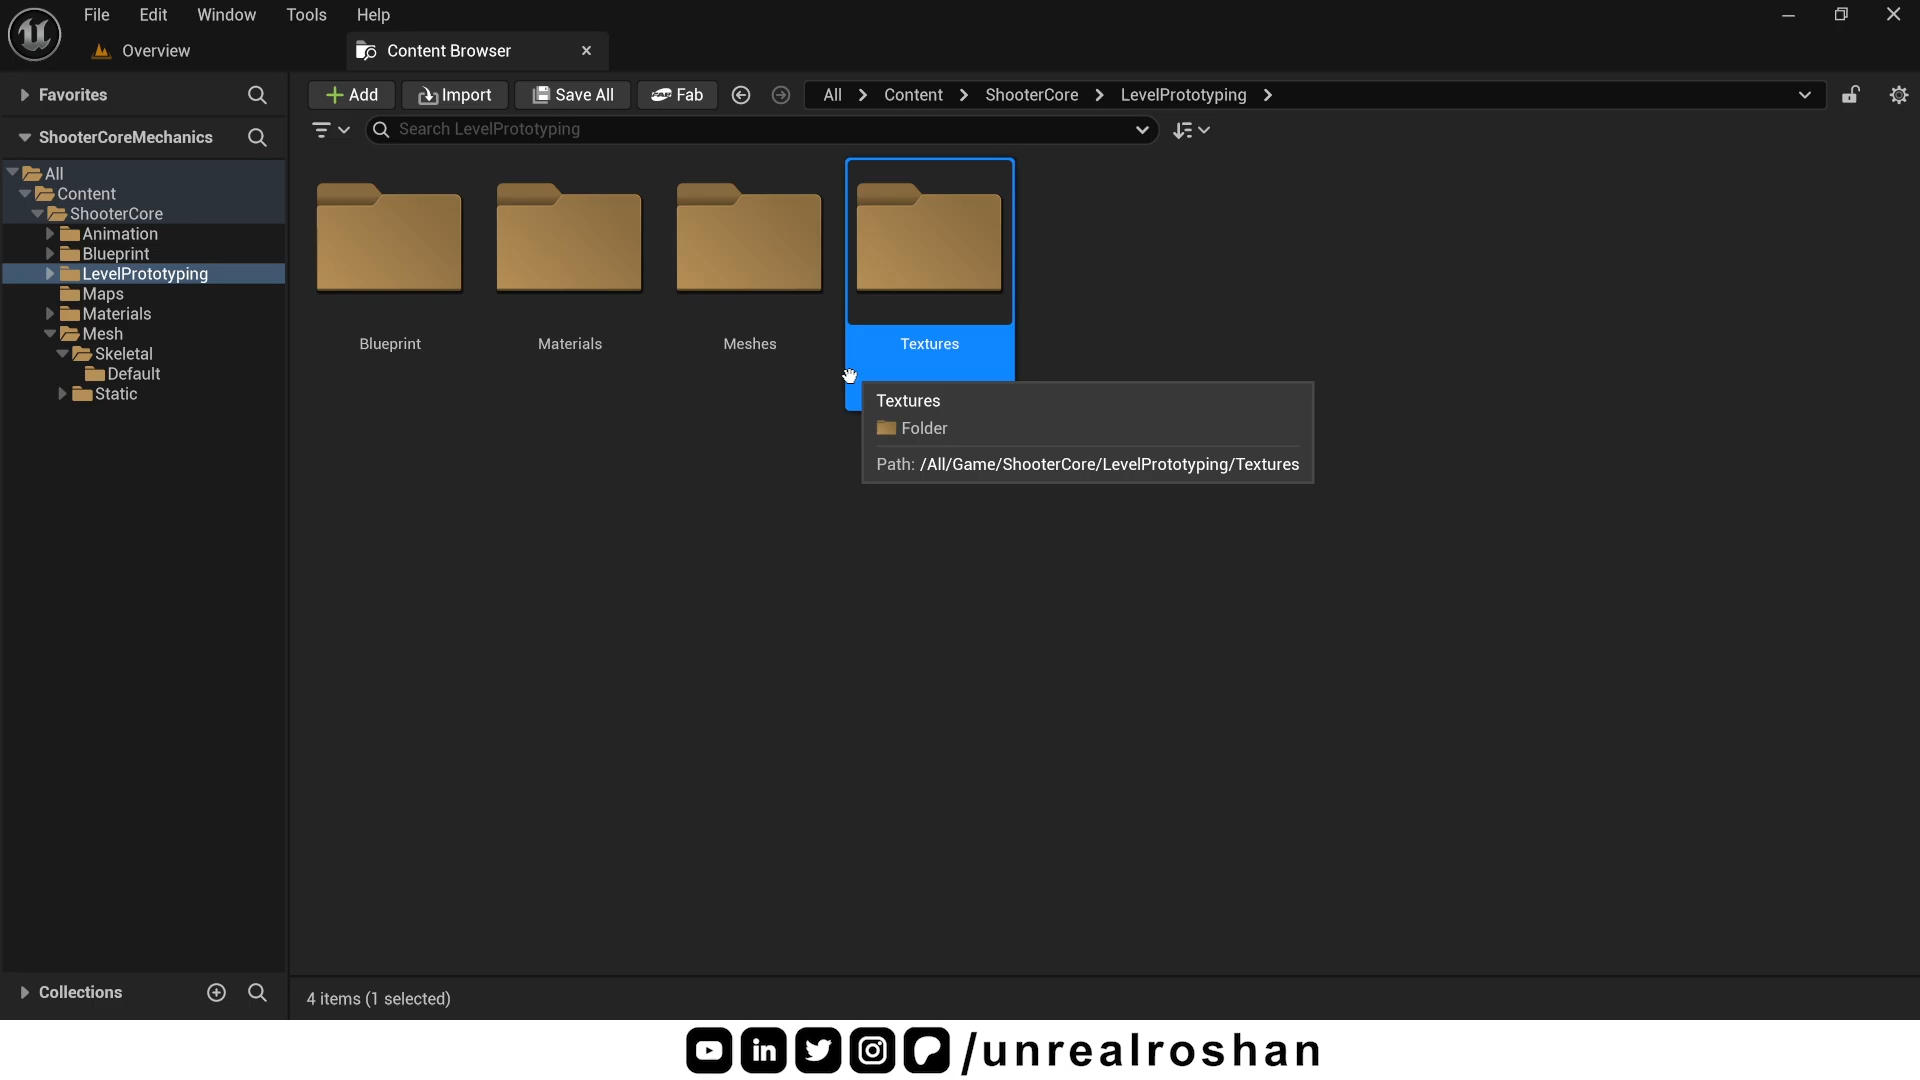 File Edit Window Tools Help
Overview
Content Browser
Favorites
Add Import Save All Fab All Content ShooterCore LevelPrototyping
ShooterCoreMechanics
Search LevelPrototyping
All
Content
ShooterCore
Animation
Blueprint
LevelPrototyping
Maps
Materials
Mesh
Skeletal
Default
Static
Blueprint Materials Meshes Textures
Textures
Folder
Path: /All/Game/ShooterCore/LevelPrototyping/Textures
Collections
4 items (1 selected)
/unrealroshan